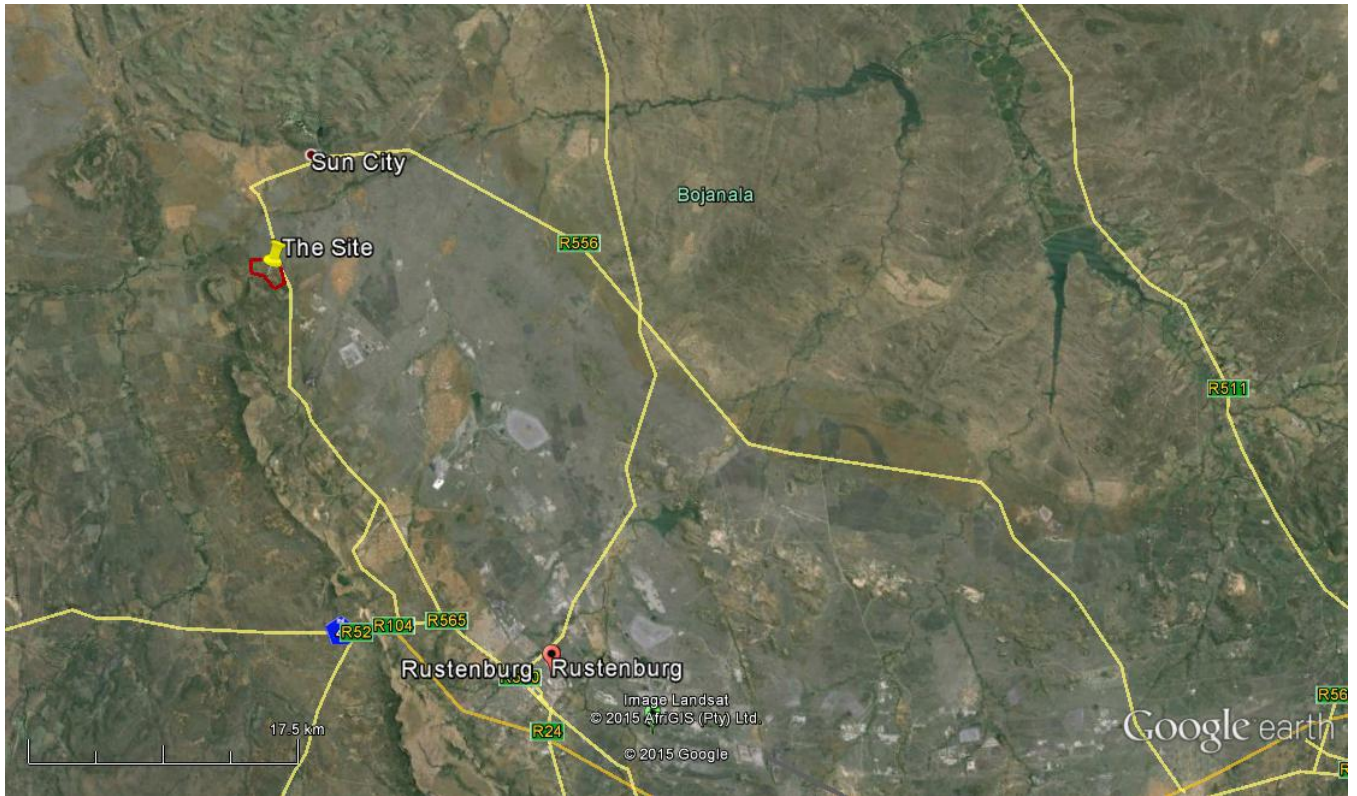 Sun City
Bojanala
The Site
R556
R511
R52
R104
R565
Rustenburg
Rustenburg
Image Landsat
© 2015 AfriGIS (Pty) Ltd.
R24
17.5 km
© 2015 Google
Google earth